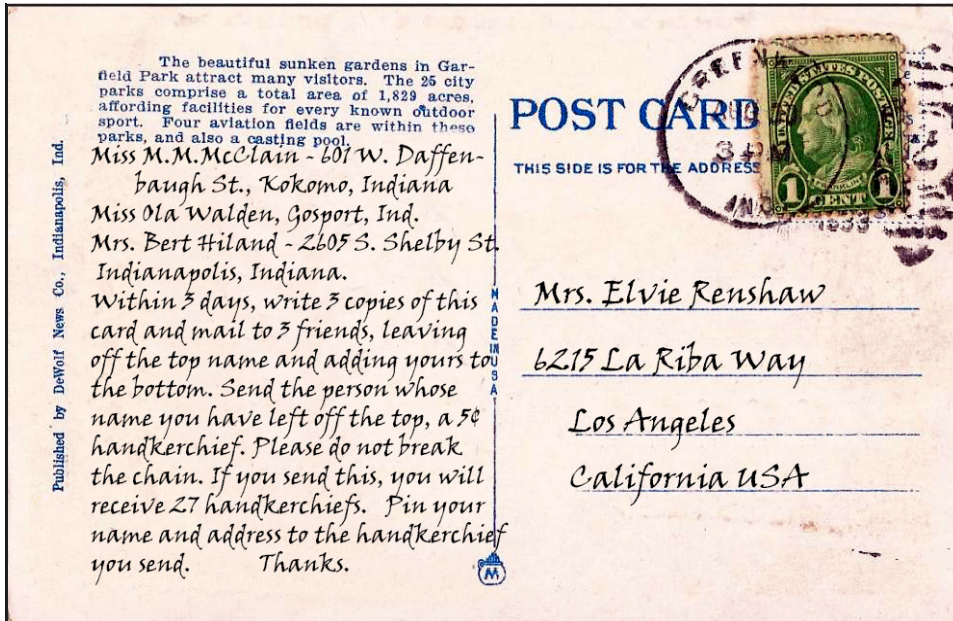 The beautiful sunken gardens in Gar-
field Park attract many visitors. The 25 city
parks comprise a total area of 1,829 acres,
affording facilities for every known outdoor
sport. Four aviation fields are within these
parks, and also a casting pool.
Miss M.M.McClain - 601 W. Daffen-
baugh St., Kokomo, Indiana
Miss Ola Walden, Gosport, Ind.
Mrs. Bert Hiland - 2605 S. Shelby St.
Indianapolis, Indiana.
Within 3 days, write 3 copies of this
card and mail to 3 friends, leaving
off the top name and adding yours to
the bottom. Send the person whose
name you have left off the top, a 5¢
handkerchief. Please do not break
the chain. If you send this, you will
receive 27 handkerchiefs. Pin your
name and address to the handkerchief
you send. Thanks.
Published by DeWolf News Co., Indianapolis, Ind.
MADE IN USA
M
POST CARD
THIS SIDE IS FOR THE ADDRESS
UNITED STATES POSTAGE
FRANKLIN
1 CENT 1
AUG
3 PM
IND.
Mrs. Elvie Renshaw
6215 La Riba Way
Los Angeles
California USA